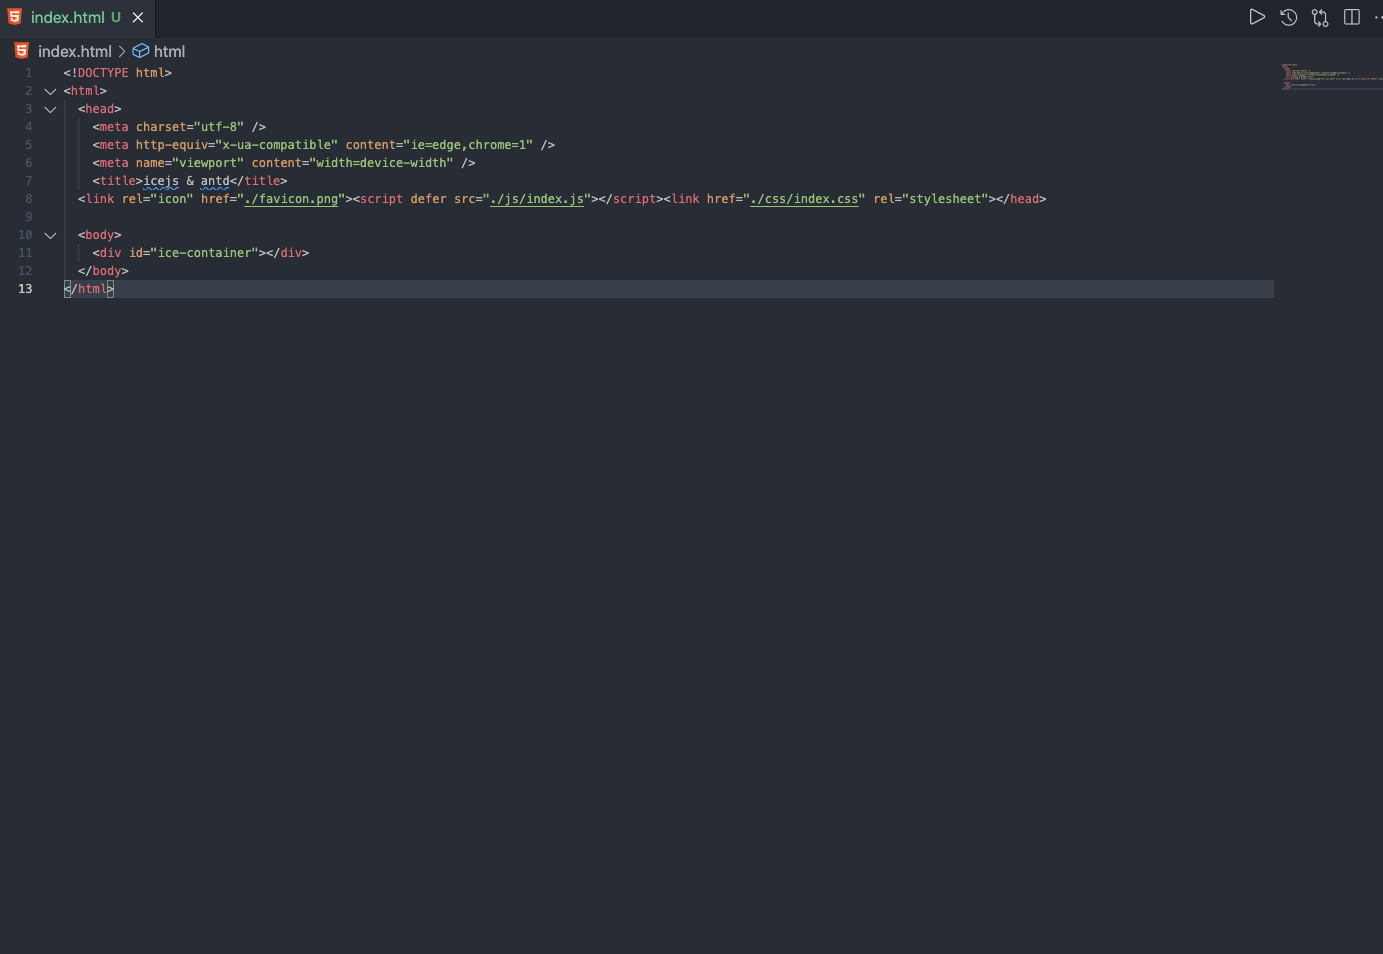 index.html U
index.html > html
1 <!DOCTYPE html>
2 <html>
3 <head>
4 <meta charset="utf-8" />
5 <meta http-equiv="x-ua-compatible" content="ie=edge,chrome=1" />
6 <meta name="viewport" content="width=device-width" />
7 <title>icejs & antd</title>
8 <link rel="icon" href="./favicon.png"><script defer src="./js/index.js"></script><link href="./css/index.css" rel="stylesheet"></head>
9
10 <body>
11 <div id="ice-container"></div>
12 </body>
13 </html>